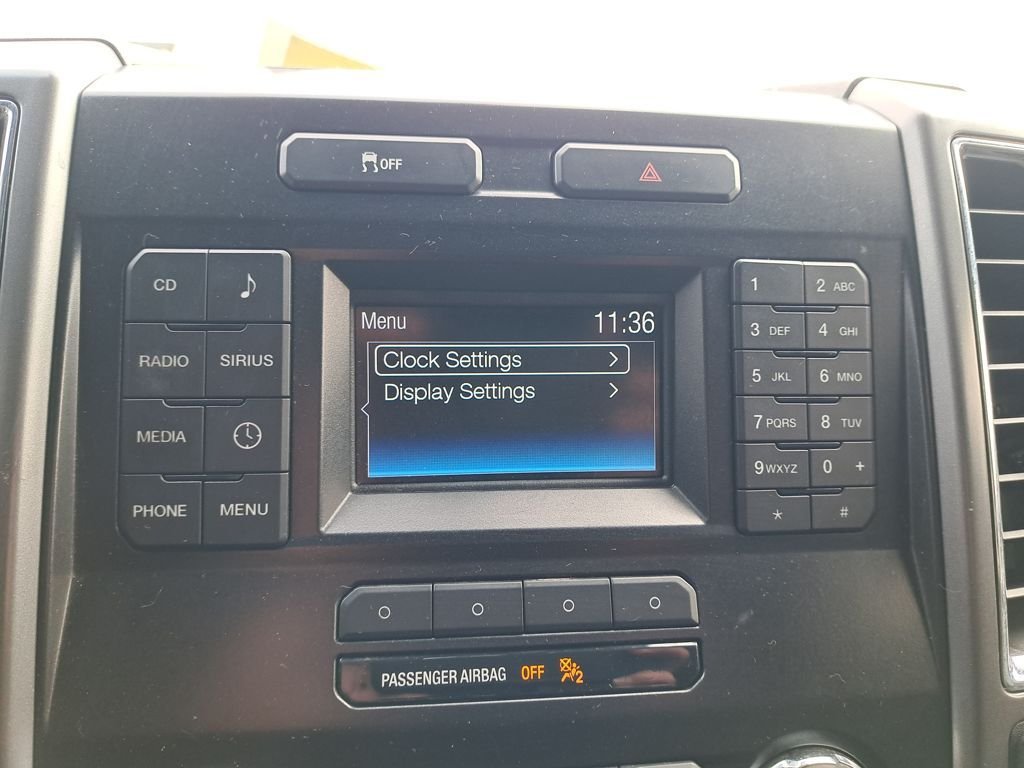 OFF
CD
RADIO SIRIUS
MEDIA
PHONE MENU
Menu 11:36
Clock Settings >
Display Settings >
1 2 ABC
3 DEF 4 GHI
5 JKL 6 MNO
7 PQRS 8 TUV
9 WXYZ 0 +
* #
PASSENGER AIRBAG OFF 2